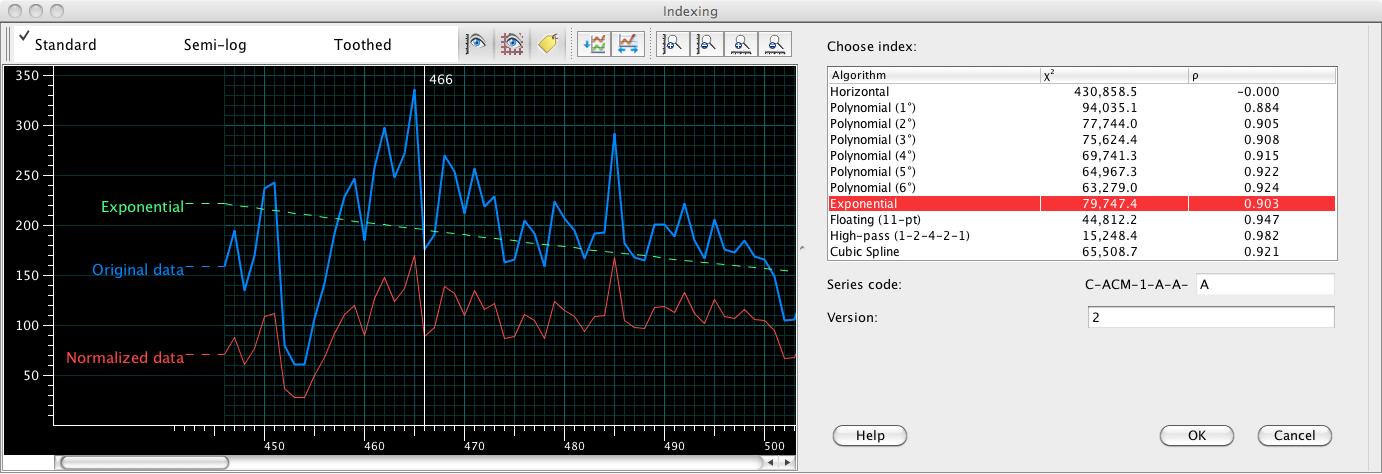 Indexing
Standard Semi-log Toothed
Choose index:
Algorithm χ² ρ
Horizontal 430,858.5 -0.000
Polynomial (1°) 94,035.1 0.884
Polynomial (2°) 77,744.0 0.905
Polynomial (3°) 75,624.4 0.908
Polynomial (4°) 69,741.3 0.915
Polynomial (5°) 64,967.3 0.922
Polynomial (6°) 63,279.0 0.924
Exponential 79,747.4 0.903
Floating (11-pt) 44,812.2 0.947
High-pass (1-2-4-2-1) 15,248.4 0.982
Cubic Spline 65,508.7 0.921
Series code: C-ACM-1-A-A- A
Version: 2
Help OK Cancel
466
350
300
250
200
150
100
50
Exponential
Original data
Normalized data
450 460 470 480 490 500